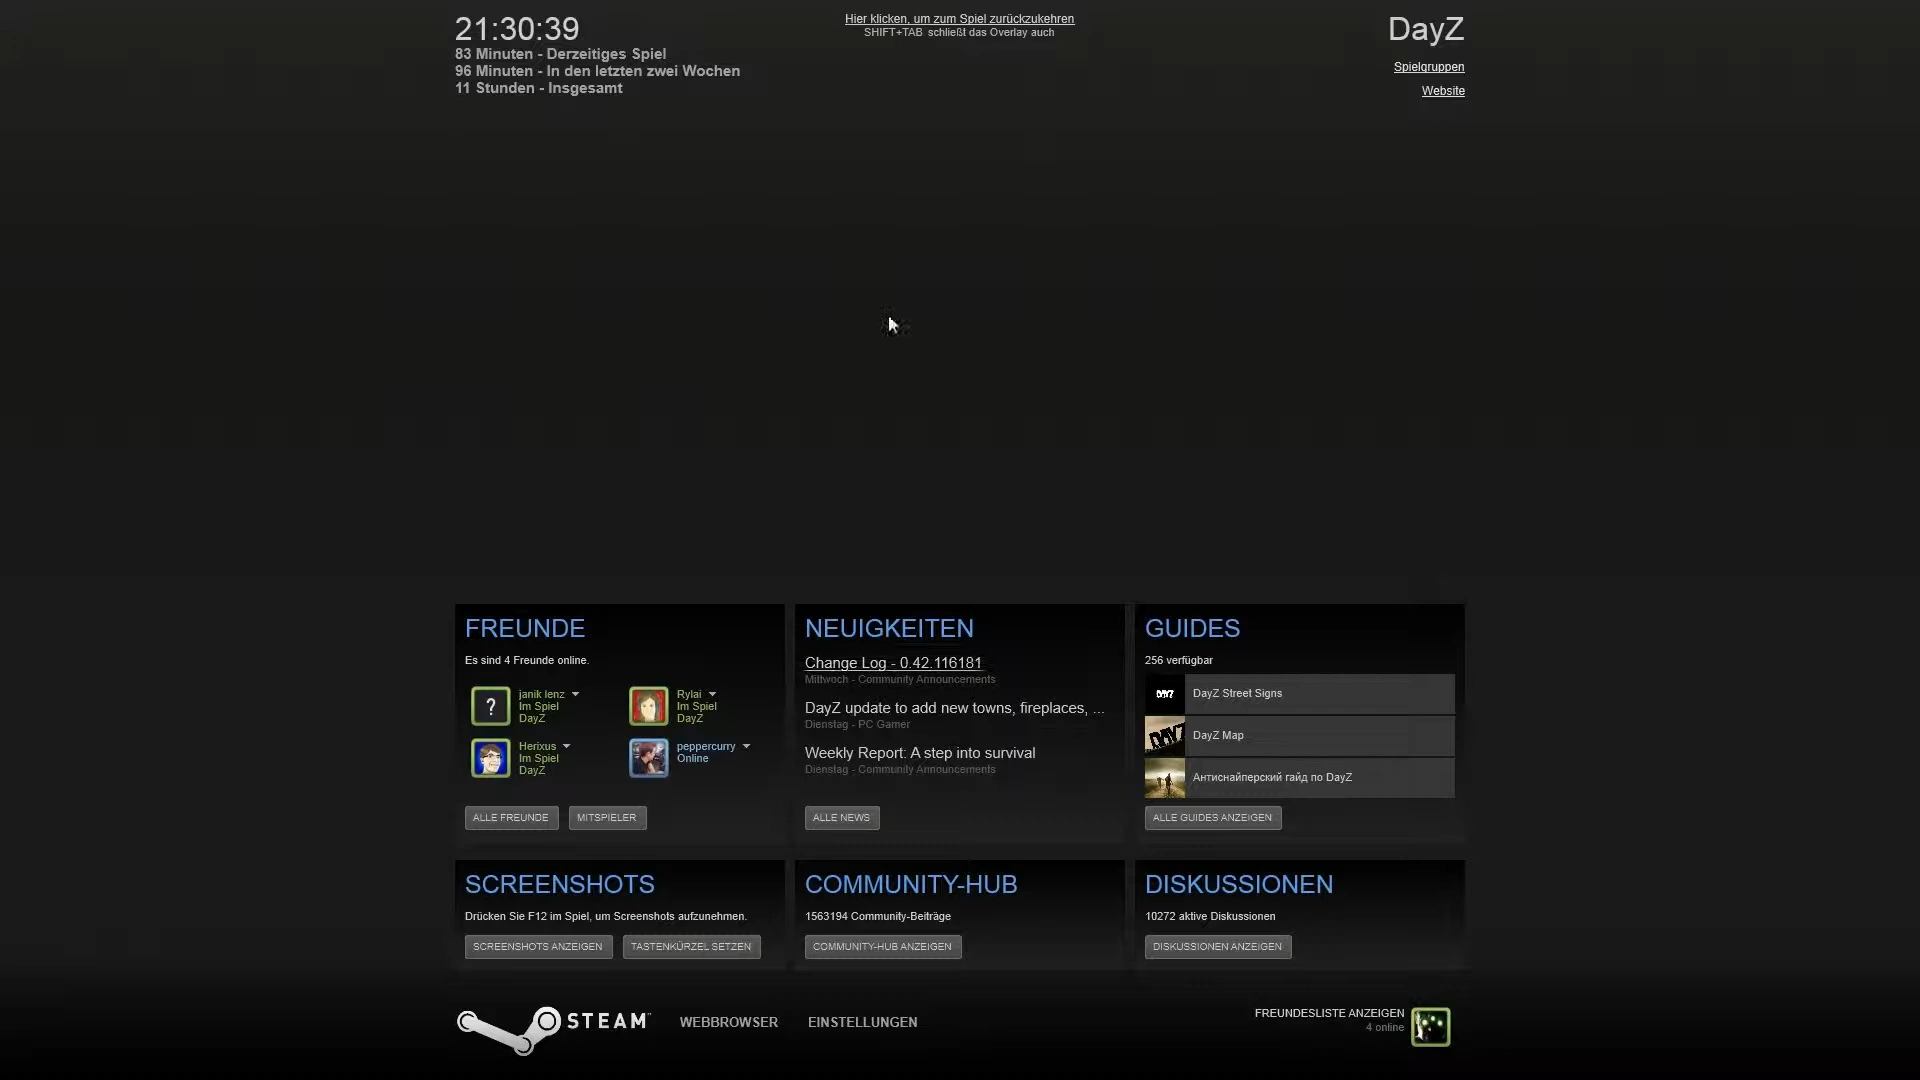 21:30:39
83 Minuten - Derzeitiges Spiel
96 Minuten - In den letzten zwei Wochen
11 Stunden - Insgesamt
Hier klicken, um zum Spiel zurückzukehren
SHIFT+TAB schließt das Overlay auch
DayZ
Spielgruppen
Website
FREUNDE
Es sind 4 Freunde online.
?
janik lenz
Im Spiel
DayZ
Rylai
Im Spiel
DayZ
Herixus
Im Spiel
DayZ
peppercurry
Online
ALLE FREUNDE
MITSPIELER
NEUIGKEITEN
Change Log - 0.42.116181
Mittwoch - Community Announcements
DayZ update to add new towns, fireplaces, ...
Dienstag - PC Gamer
Weekly Report: A step into survival
Dienstag - Community Announcements
ALLE NEWS
GUIDES
256 verfügbar
DAYZ
DayZ Street Signs
DAYZ
DayZ Map
Антиснайперский гайд по DayZ
ALLE GUIDES ANZEIGEN
SCREENSHOTS
Drücken Sie F12 im Spiel, um Screenshots aufzunehmen.
SCREENSHOTS ANZEIGEN
TASTENKÜRZEL SETZEN
COMMUNITY-HUB
1563194 Community-Beiträge
COMMUNITY-HUB ANZEIGEN
DISKUSSIONEN
10272 aktive Diskussionen
DISKUSSIONEN ANZEIGEN
STEAM™
WEBBROWSER
EINSTELLUNGEN
FREUNDESLISTE ANZEIGEN
4 online